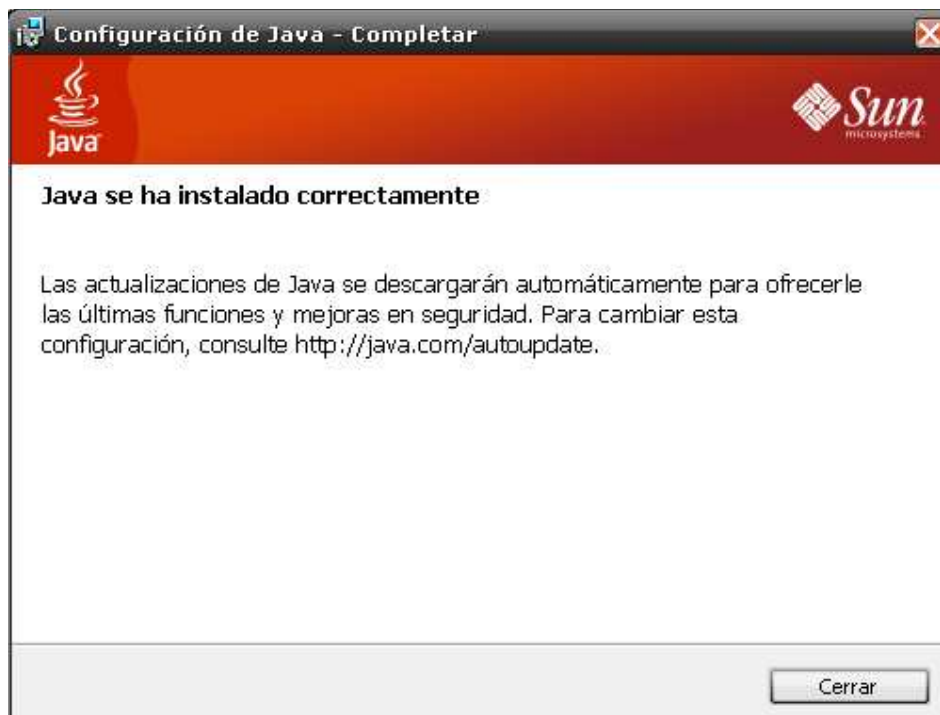 Configuración de Java - Completar
Java
Sun
microsystems
Java se ha instalado correctamente
Las actualizaciones de Java se descargarán automáticamente para ofrecerle
las últimas funciones y mejoras en seguridad. Para cambiar esta
configuración, consulte http://java.com/autoupdate.
Cerrar